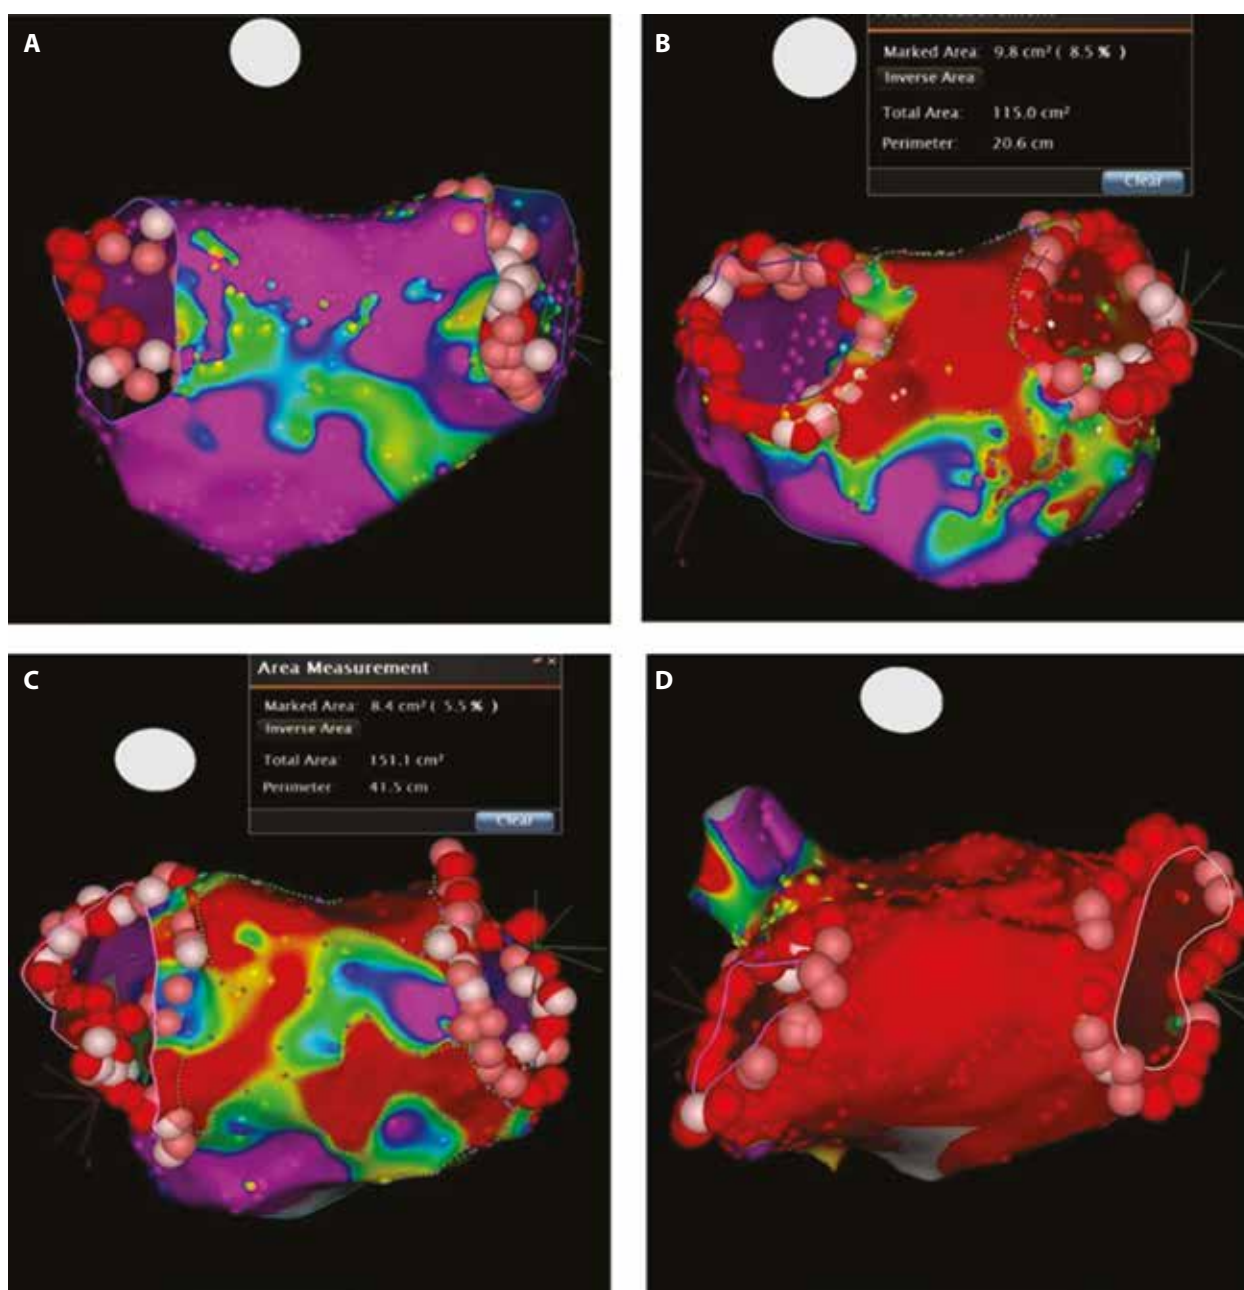 A
B
Marked Area: 9.8 cm² ( 8.5 % )
Inverse Area
Total Area: 115.0 cm²
Perimeter: 20.6 cm
Clear
C
Area Measurement
Marked Area: 8.4 cm² ( 5.5 % )
Inverse Area
Total Area: 151.1 cm²
Perimeter: 41.5 cm
Clear
D